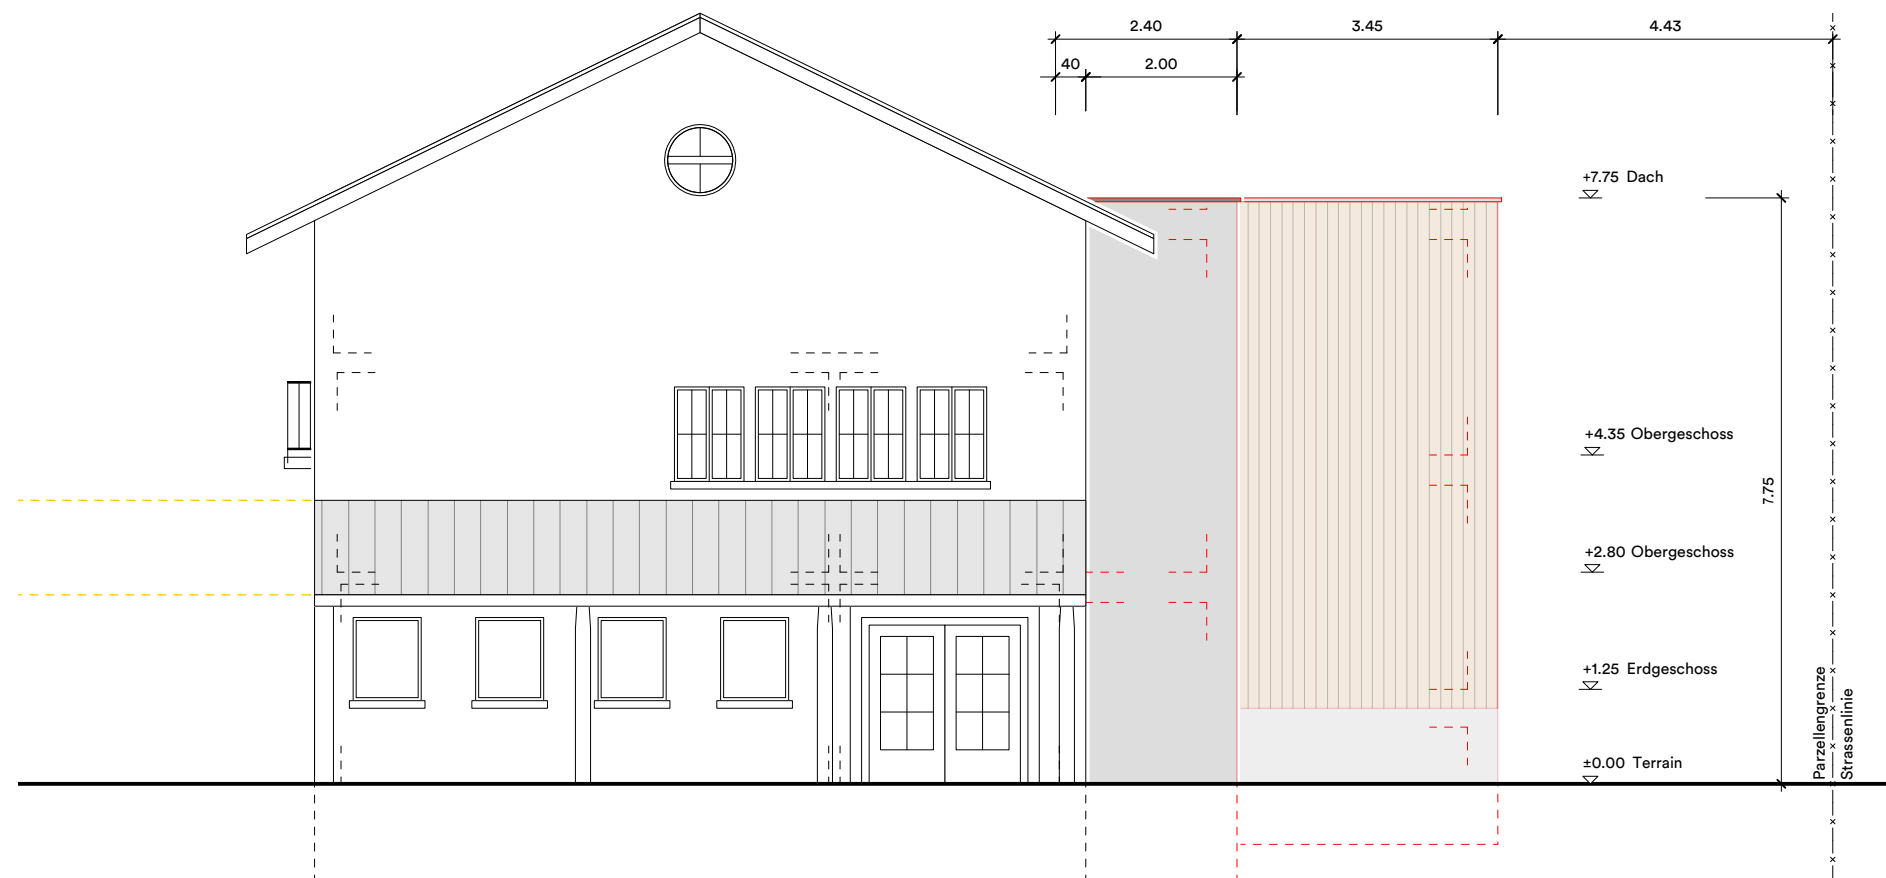 2.40
3.45
4.43
40
2.00
+7.75 Dach
+4.35 Obergeschoss
7.75
+2.80 Obergeschoss
+1.25 Erdgeschoss
±0.00 Terrain
Parzellengrenze
Strassenlinie